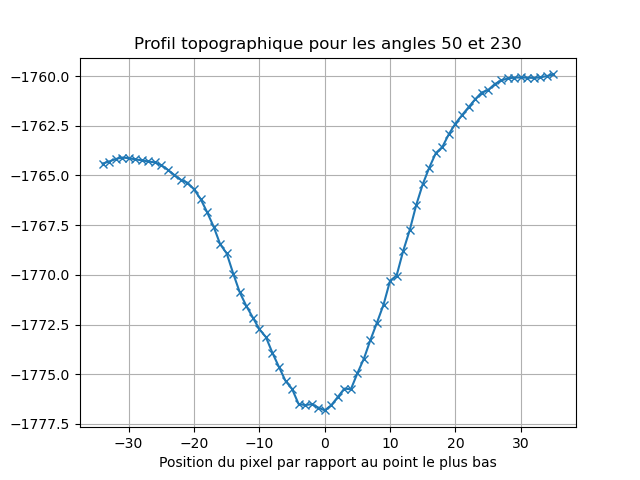 Profil topographique pour les angles 50 et 230
−1760.0
−1762.5
−1765.0
−1767.5
−1770.0
−1772.5
−1775.0
−1777.5
−30 −20 −10 0 10 20 30
Position du pixel par rapport au point le plus bas